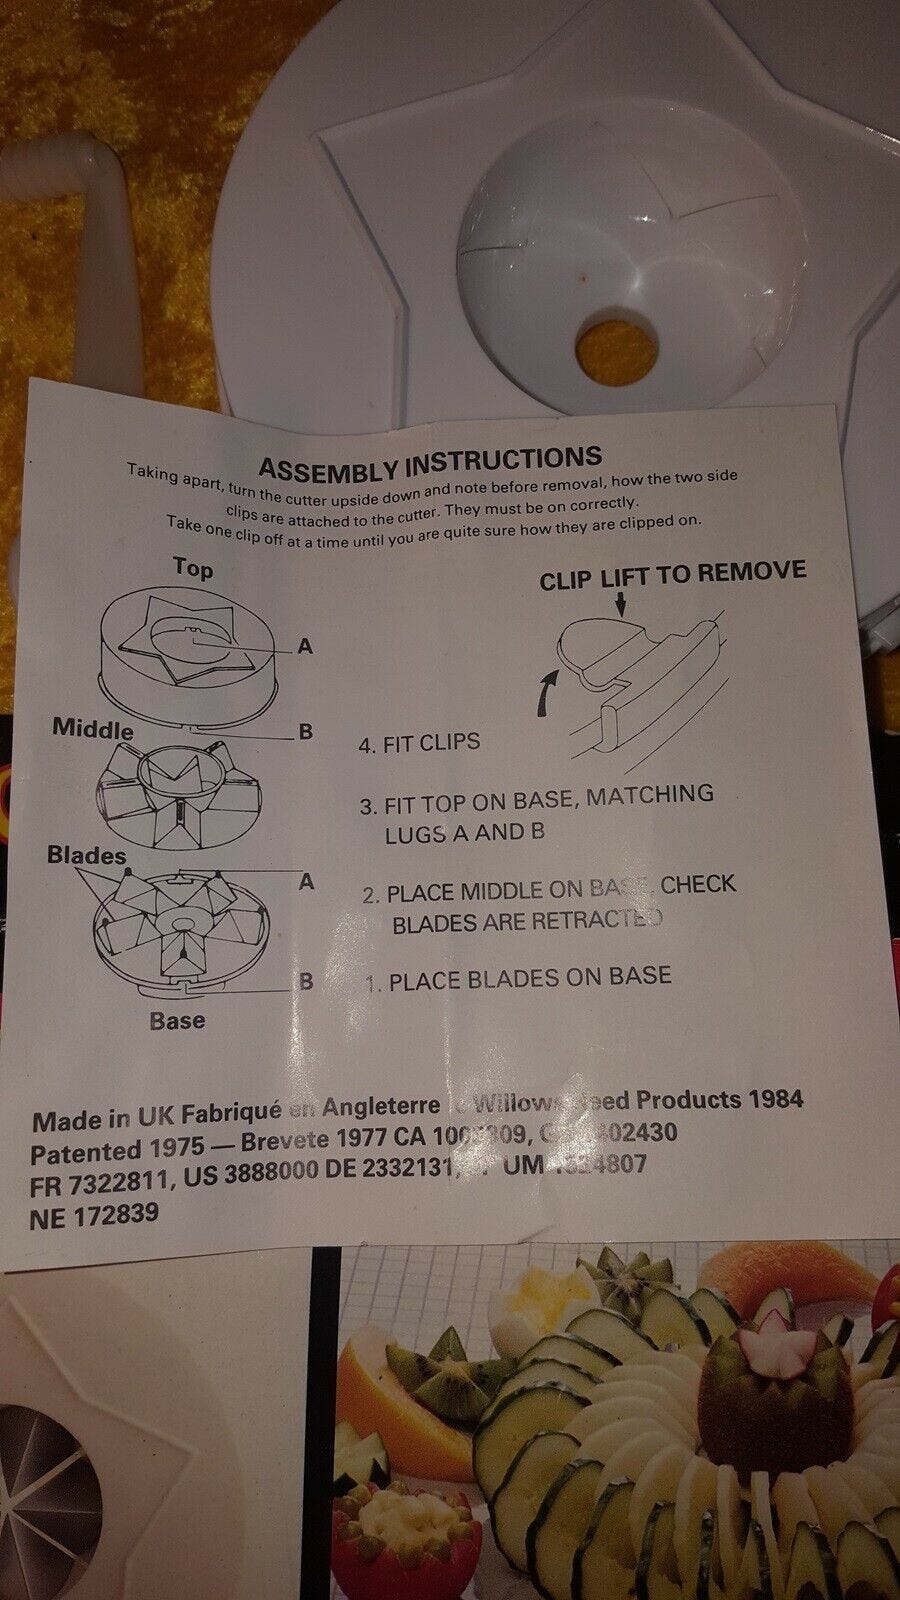 ASSEMBLY INSTRUCTIONS
Taking apart, turn the cutter upside down and note before removal, how the two side
clips are attached to the cutter. They must be on correctly.
Take one clip off at a time until you are quite sure how they are clipped on.
Top
A
B
Middle
Blades
A
B
Base
CLIP LIFT TO REMOVE
4. FIT CLIPS
3. FIT TOP ON BASE, MATCHING
LUGS A AND B
2. PLACE MIDDLE ON BASE, CHECK
BLADES ARE RETRACTED
1. PLACE BLADES ON BASE
Made in UK Fabriqué en Angleterre Products 1984
Patented 1975 — Brevete 1977 CA
FR 7322811, US 3888000 DE 2332131, UM
NE 172839